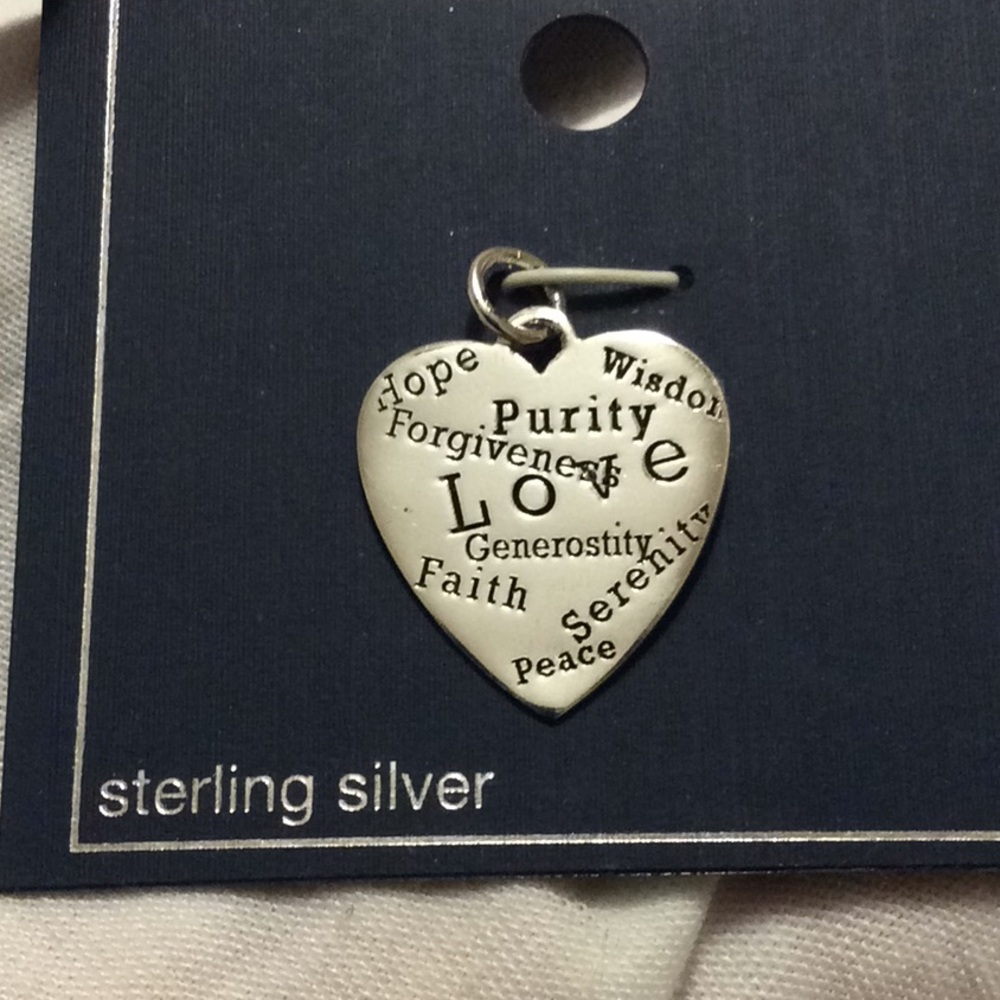 Hope
Wisdom
Purity
Forgiveness
Love
Generostity
Faith
Serenity
Peace
sterling silver